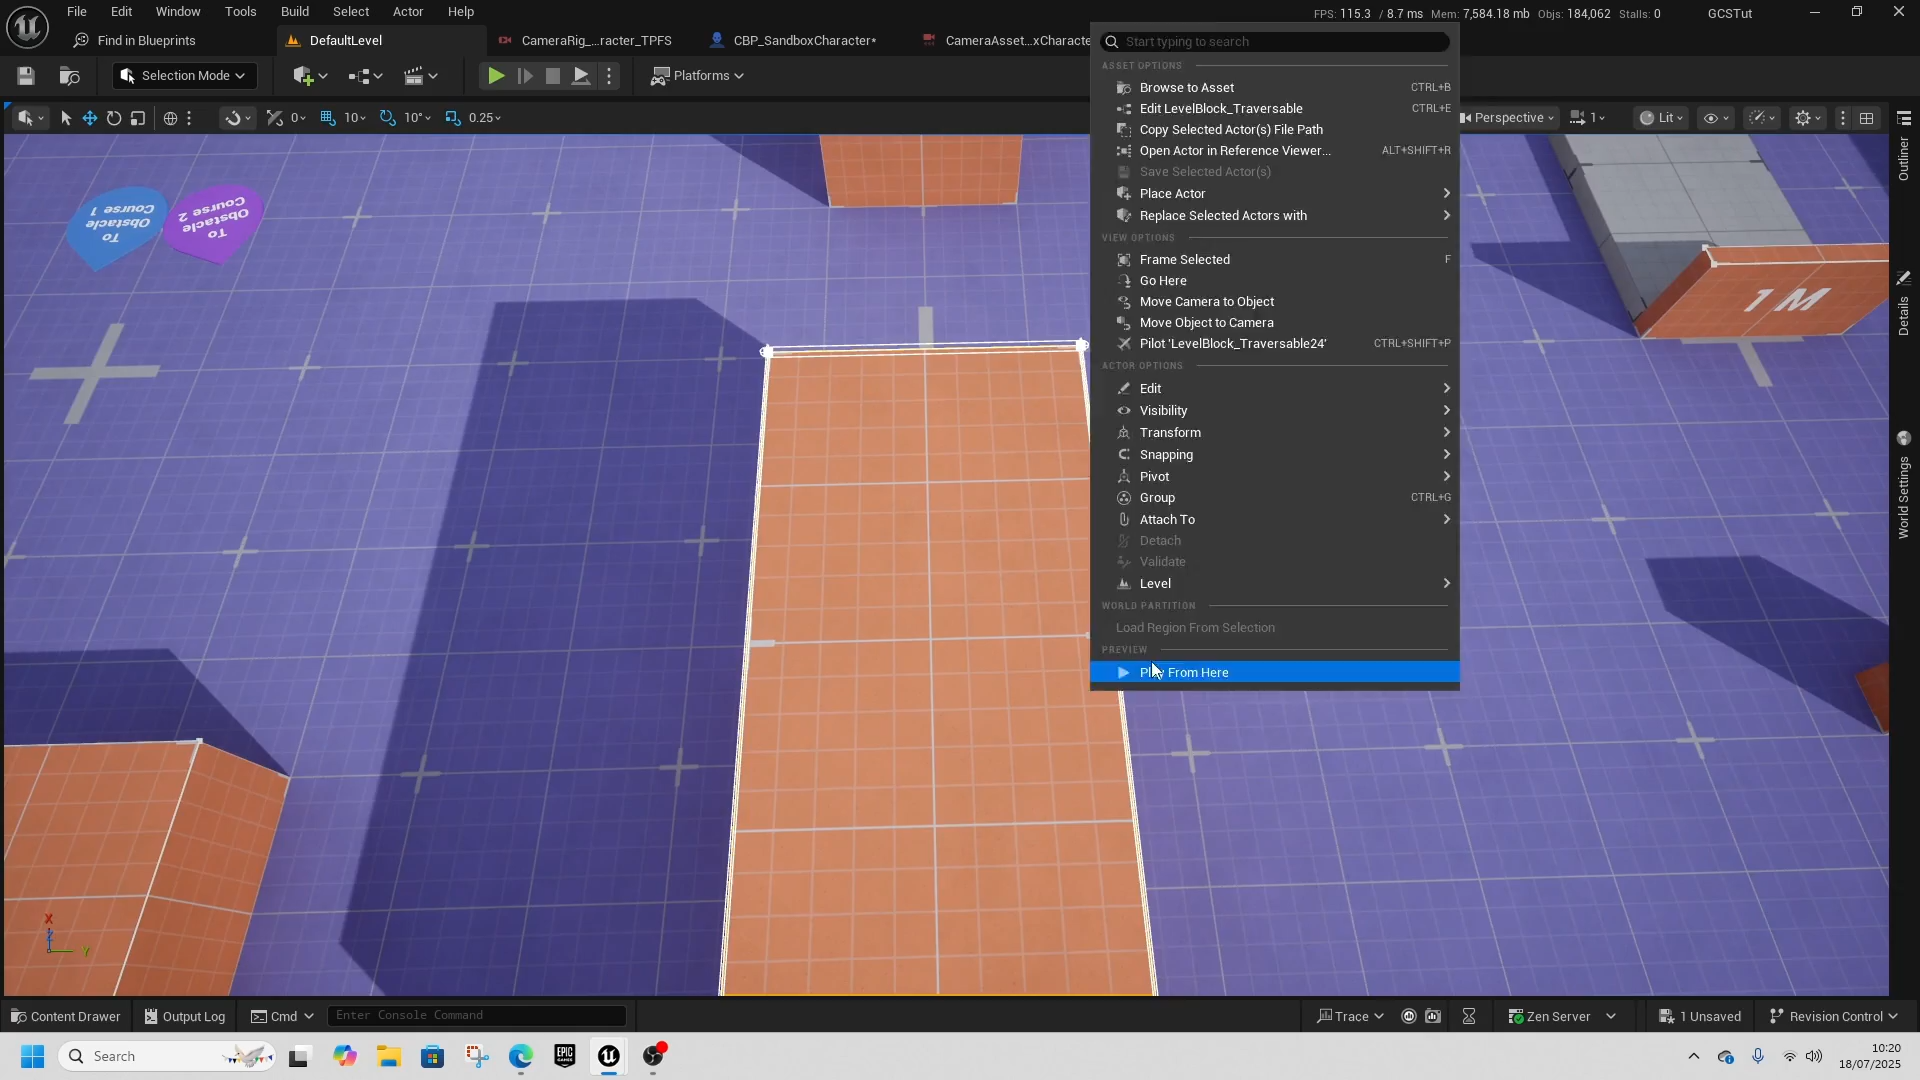 File Edit Window Tools Build Select Actor Help
FPS: 115.3 / 8.7 ms Mem: 7,584.18 mb Objs: 184,062 Stalls: 0 GCSTut
Find in Blueprints
DefaultLevel
CameraRig_...racter_TPFS
CBP_SandboxCharacter*
CameraAsset...xCharacte
Selection Mode
Platforms
0 10 10° 0.25
Perspective 1 Lit
Start typing to search
ASSET OPTIONS
Browse to Asset CTRL+B
Edit LevelBlock_Traversable CTRL+E
Copy Selected Actor(s) File Path
Open Actor in Reference Viewer... ALT+SHIFT+R
Save Selected Actor(s)
Place Actor
Replace Selected Actors with
VIEW OPTIONS
Frame Selected F
Go Here
Move Camera to Object
Move Object to Camera
Pilot 'LevelBlock_Traversable24' CTRL+SHIFT+P
ACTOR OPTIONS
Edit
Visibility
Transform
Snapping
Pivot
Group CTRL+G
Attach To
Detach
Validate
Level
WORLD PARTITION
Load Region From Selection
PREVIEW
Play From Here
To
Obstacle
Course 1
To
Obstacle
Course 2
1 M
X
Z
Y
Outliner
Details
World Settings
Content Drawer
Output Log
Cmd
Enter Console Command
Trace
Zen Server
1 Unsaved
Revision Control
Search
EPIC
GAMES
10:20
18/07/2025